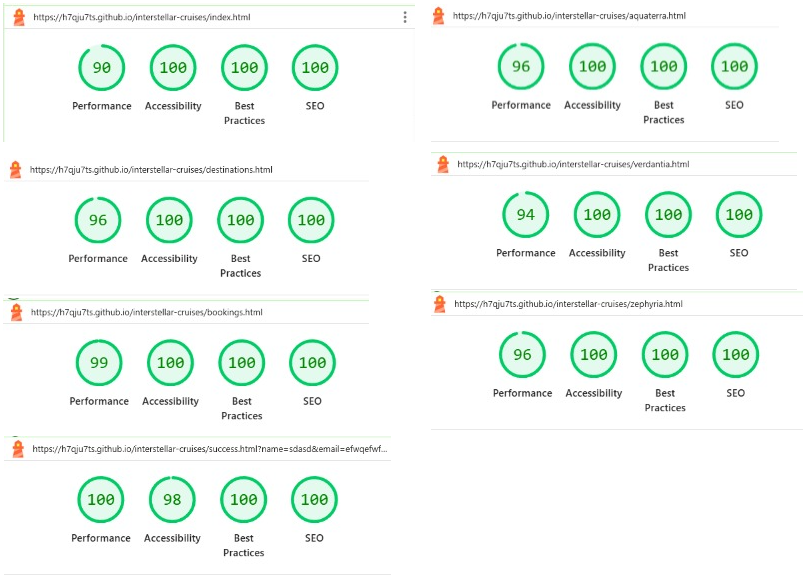 https://h7qju7ts.github.io/interstellar-cruises/index.html
90 100 100 100
Performance Accessibility Best Practices SEO
https://h7qju7ts.github.io/interstellar-cruises/destinations.html
96 100 100 100
Performance Accessibility Best Practices SEO
https://h7qju7ts.github.io/interstellar-cruises/bookings.html
99 100 100 100
Performance Accessibility Best Practices SEO
https://h7qju7ts.github.io/interstellar-cruises/success.html?name=sdasd&email=efwqefwf...
100 98 100 100
Performance Accessibility Best Practices SEO
https://h7qju7ts.github.io/interstellar-cruises/aquaterra.html
96 100 100 100
Performance Accessibility Best Practices SEO
https://h7qju7ts.github.io/interstellar-cruises/verdantia.html
94 100 100 100
Performance Accessibility Best Practices SEO
https://h7qju7ts.github.io/interstellar-cruises/zephyria.html
96 100 100 100
Performance Accessibility Best Practices SEO